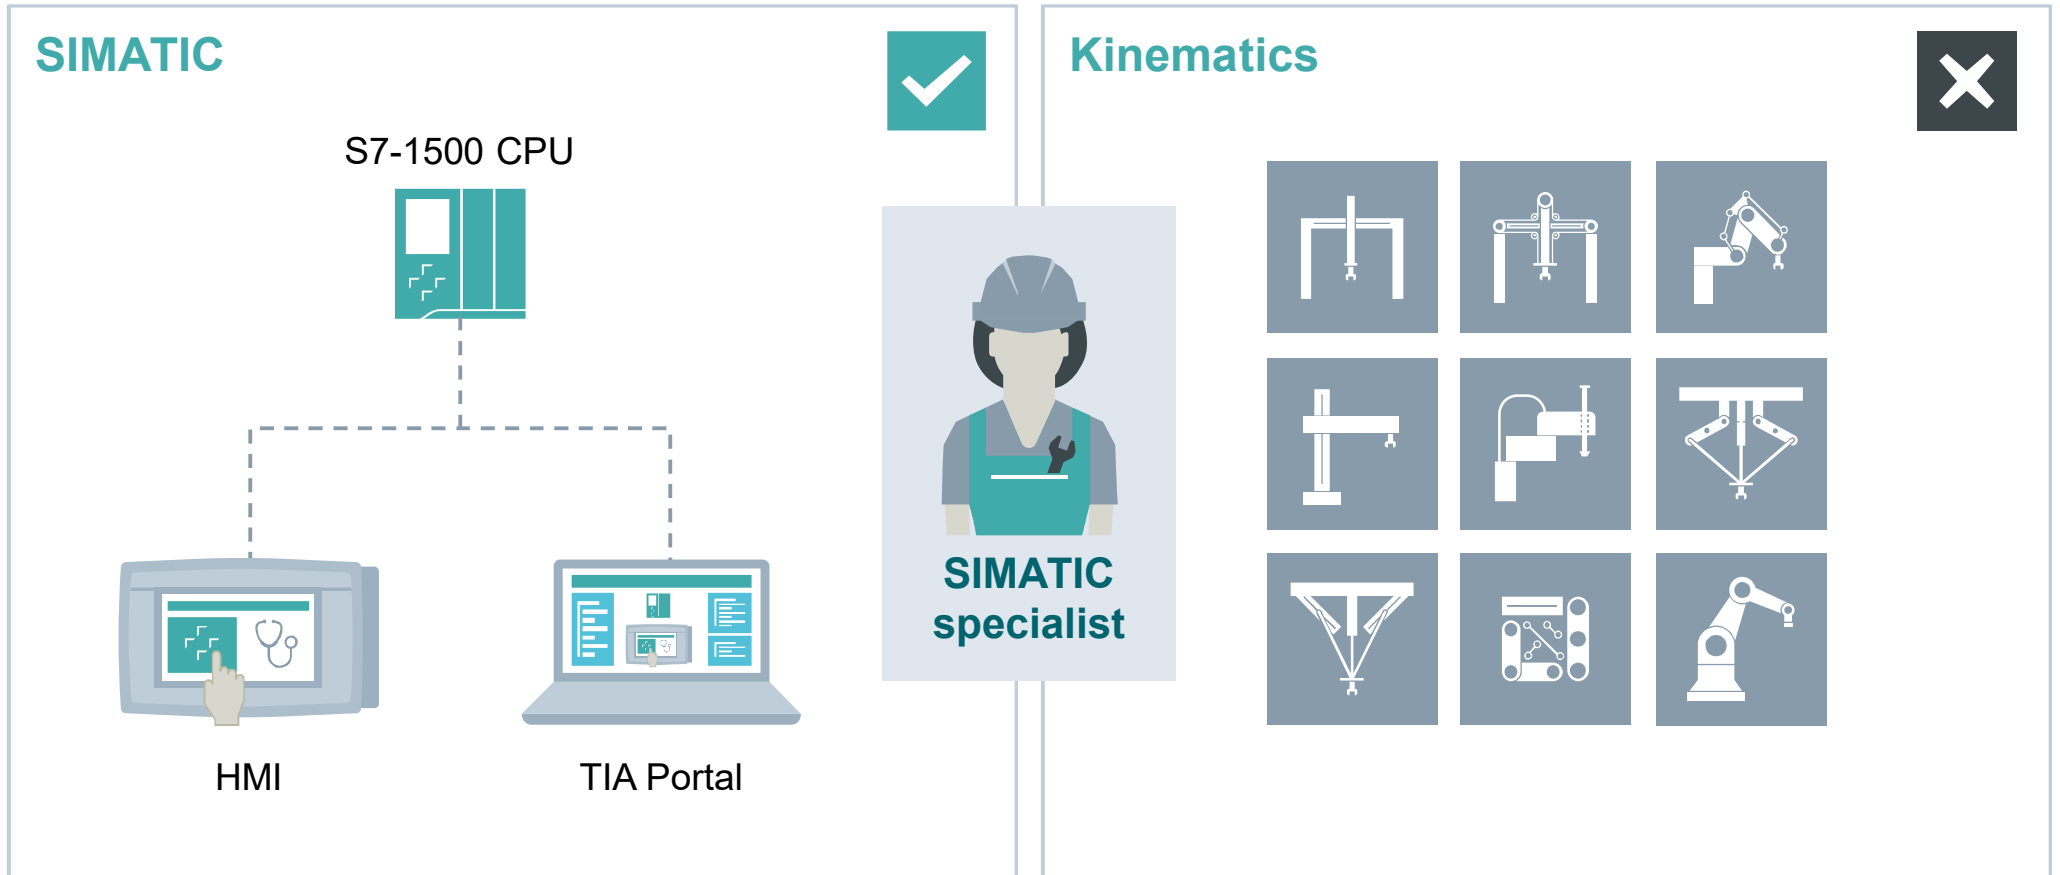 SIMATIC
S7-1500 CPU
HMI
TIA Portal
SIMATIC
specialist
Kinematics